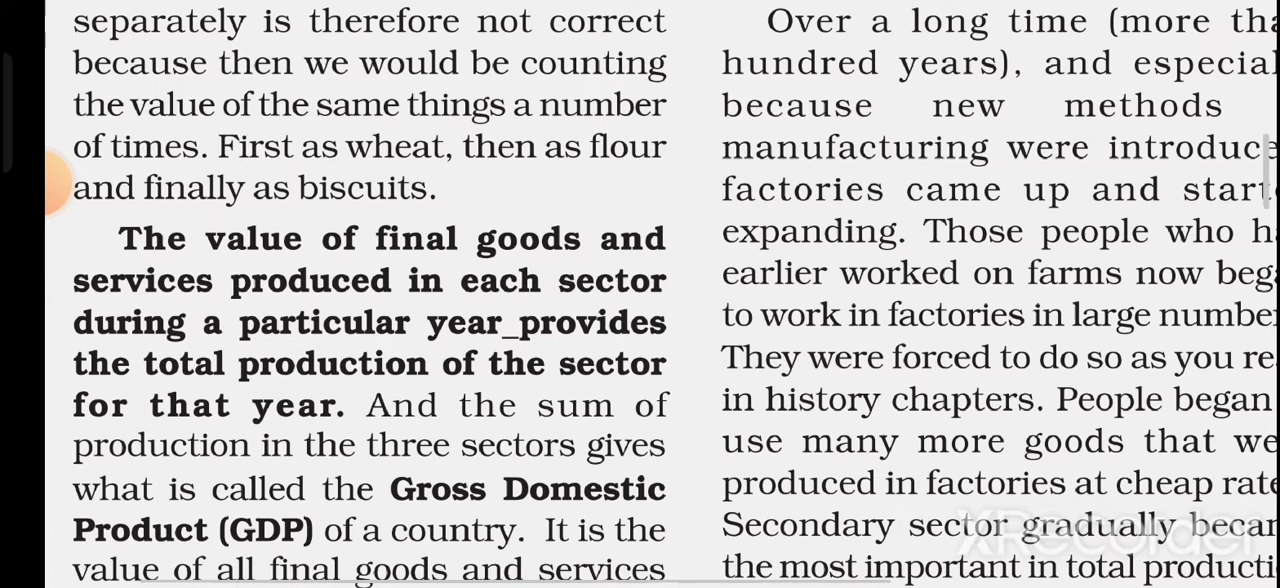 separately is therefore not correct
because then we would be counting
the value of the same things a number
of times. First as wheat, then as flour
and finally as biscuits.
The value of final goods and
services produced in each sector
during a particular year_provides
the total production of the sector
for that year. And the sum of
production in the three sectors gives
what is called the Gross Domestic
Product (GDP) of a country. It is the
value of all final goods and services
Over a long time (more
hundred years), and
because new methods
manufacturing were
factories came up and
expanding. Those people who
earlier worked on farms now
to work in factories in large
They were forced to do so as you
in history chapters. People began
use many more goods that
produced in factories at cheap
Secondary sector gradually
the most important in total
XRecorder